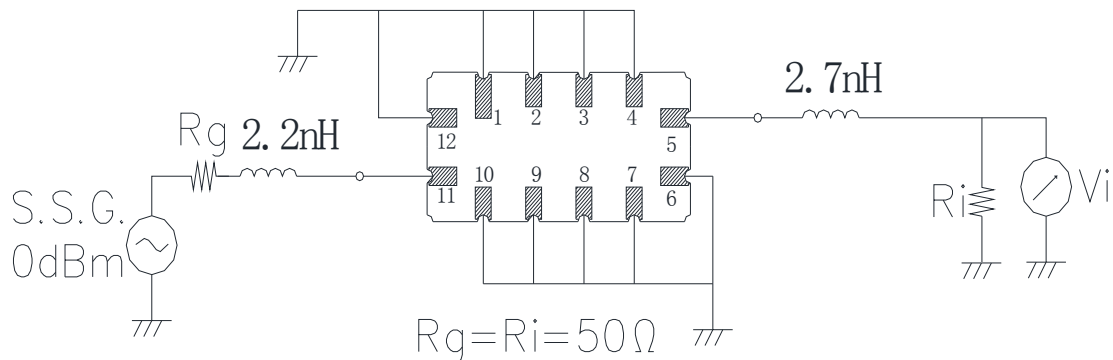 2.7nH
1 2 3 4
12 5
Rg 2.2nH
10 9 8 7
11 6
S.S.G.
0dBm
Ri Vi
Rg=Ri=50Ω